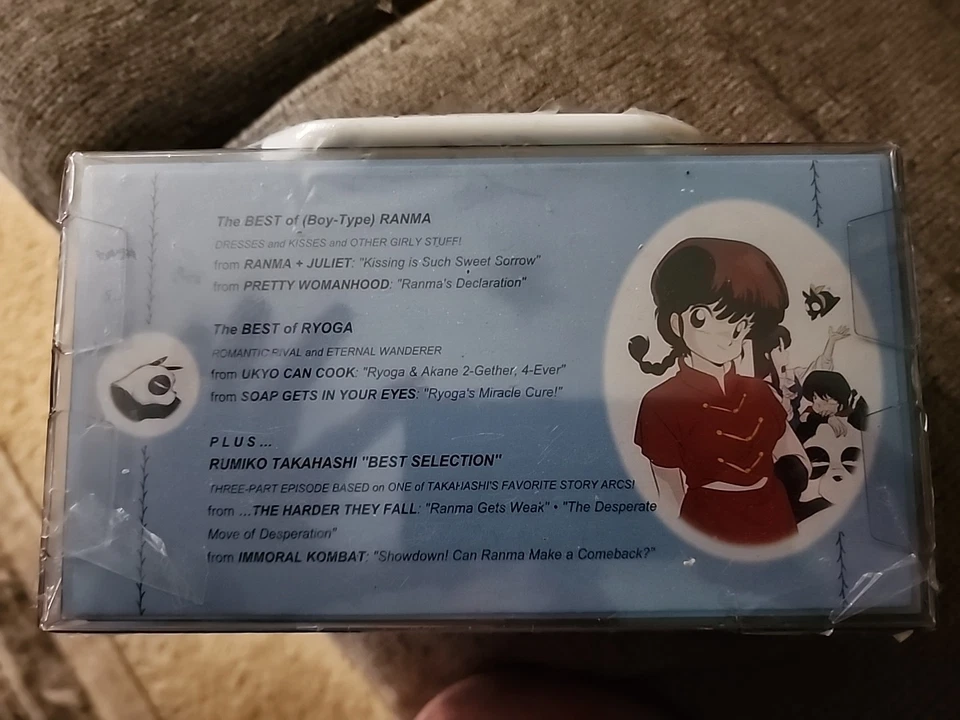 The BEST of (Boy-Type) RANMA
DRESSES and KISSES and OTHER GIRLY STUFF!
from RANMA + JULIET: "Kissing is Such Sweet Sorrow"
from PRETTY WOMANHOOD: "Ranma's Declaration"
The BEST of RYOGA
ROMANTIC RIVAL and ETERNAL WANDERER
from UKYO CAN COOK: "Ryoga & Akane 2-Gether, 4-Ever"
from SOAP GETS IN YOUR EYES: "Ryoga's Miracle Cure!"
PLUS...
RUMIKO TAKAHASHI "BEST SELECTION"
THREE-PART EPISODE BASED on ONE of TAKAHASHI'S FAVORITE STORY ARCS!
from ...THE HARDER THEY FALL: "Ranma Gets Weak" • "The Desperate
Move of Desperation"
from IMMORAL KOMBAT: "Showdown! Can Ranma Make a Comeback?"